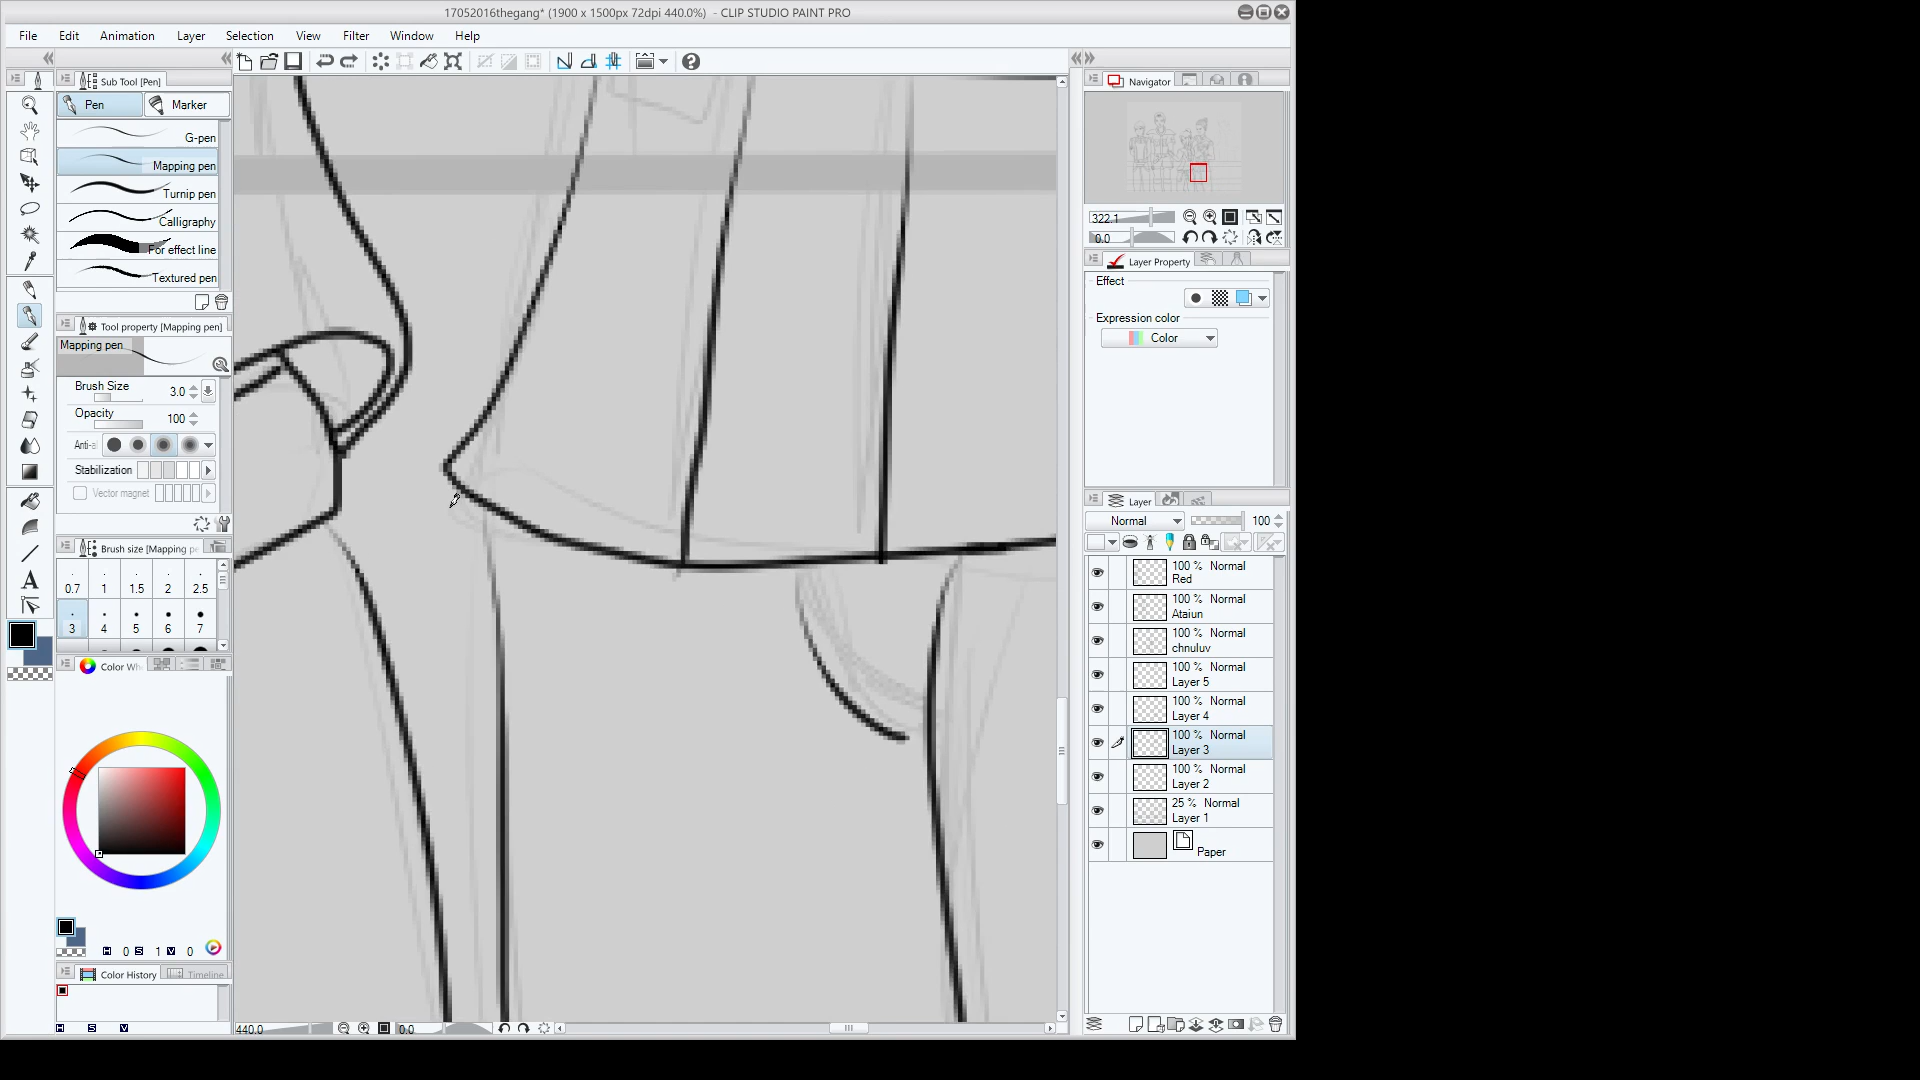 17052016thegang* (1900 x 1500px 72dpi 440.0%) - CLIP STUDIO PAINT PRO
File Edit Animation Layer Selection View Filter Window Help
Sub Tool [Pen]
Pen Marker
G-pen
Mapping pen
Turnip pen
Calligraphy
For effect line
Textured pen
Tool property [Mapping pen]
Mapping pen
Brush Size 3.0
Opacity 100
Anti-a
Stabilization
Vector magnet
Brush size [Mapping pe
0.7 1 1.5 2 2.5
3 4 5 6 7
Color Wh
H 0 S 1 V 0
Color History Timeline
H S V
440.0 0.0
Navigator
322.1
0.0
Layer Property
Effect
Expression color
Color
Layer
Normal 100
100 % Normal
Red
100 % Normal
Ataiun
100 % Normal
chnuluv
100 % Normal
Layer 5
100 % Normal
Layer 4
100 % Normal
Layer 3
100 % Normal
Layer 2
25 % Normal
Layer 1
Paper